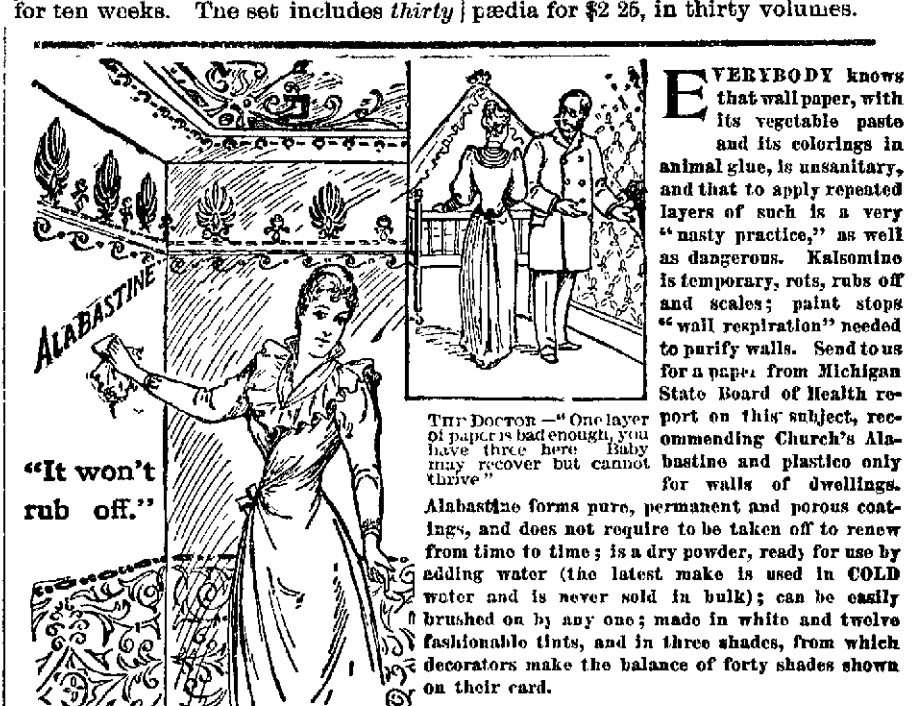 for ten weeks. The set includes thirty
pædia for $2 25, in thirty volumes.
ALABASTINE
“It won't
rub off.”
THE DOCTOR —“One layer
of paper is bad enough, you
have three here Baby
may recover but cannot
thrive”
EVERYBODY knows
that wall paper, with
its vegetable paste
and its colorings in
animal glue, is unsanitary,
and that to apply repeated
layers of such is a very
“nasty practice,” as well
as dangerous. Kalsomine
is temporary, rots, rubs off
and scales; paint stops
“wall respiration” needed
to purify walls. Send to us
for a paper from Michigan
State Board of Health re-
port on this subject, rec-
ommending Church's Ala-
bastine and plastico only
for walls of dwellings.
Alabastine forms pure, permanent and porous coat-
ings, and does not require to be taken off to renew
from time to time; is a dry powder, ready for use by
adding water (the latest make is used in COLD
water and is never sold in bulk); can be easily
brushed on by any one; made in white and twelve
fashionable tints, and in three shades, from which
decorators make the balance of forty shades shown
on their card.